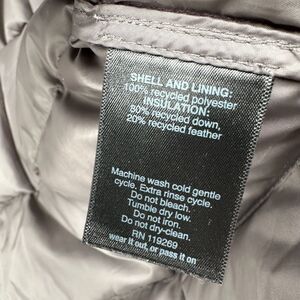 SHELL AND LINING:
100% recycled polyester
INSULATION:
80% recycled down,
20% recycled feather
Machine wash cold gentle
cycle, Extra rinse cycle.
Do not bleach.
Tumble dry low.
Do not iron.
Do not dry-clean.
RN 119269
wear it out, or pass it on